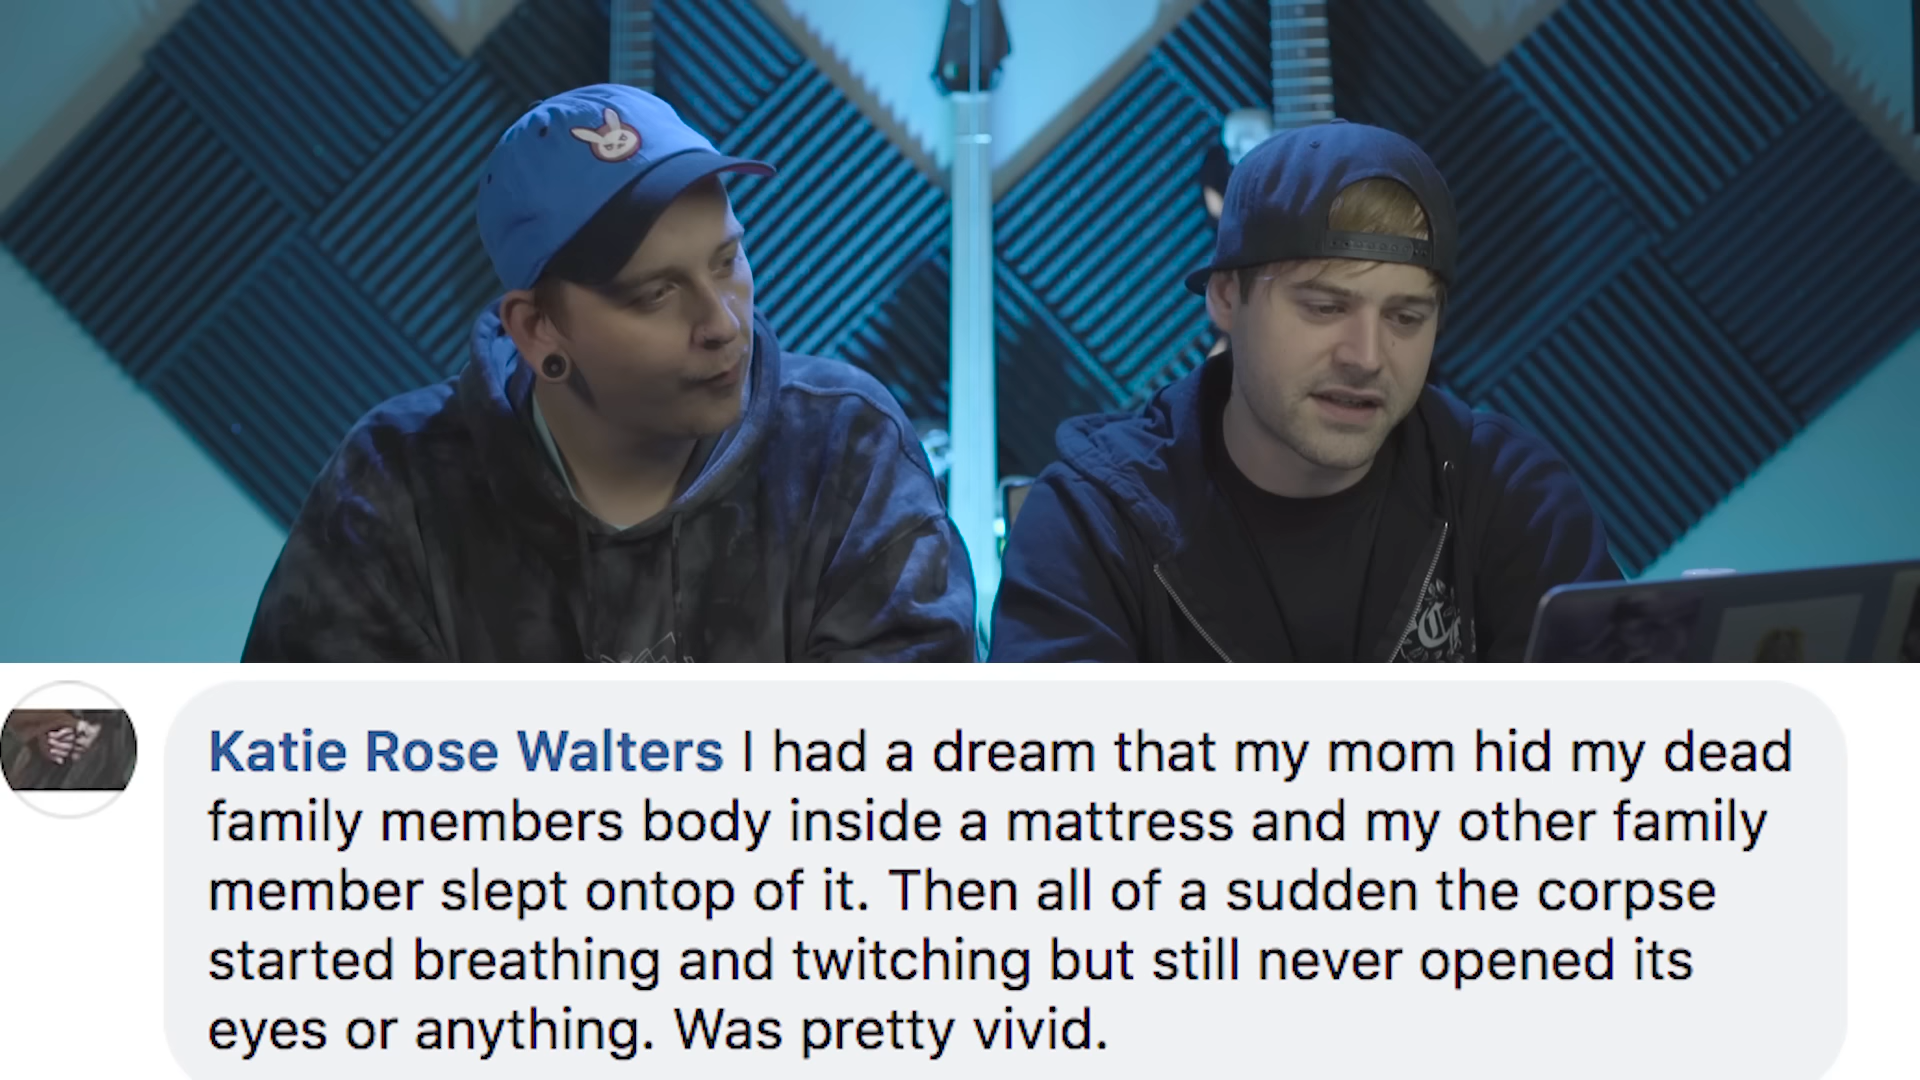 Katie Rose Walters I had a dream that my mom hid my dead
family members body inside a mattress and my other family
member slept ontop of it. Then all of a sudden the corpse
started breathing and twitching but still never opened its
eyes or anything. Was pretty vivid.